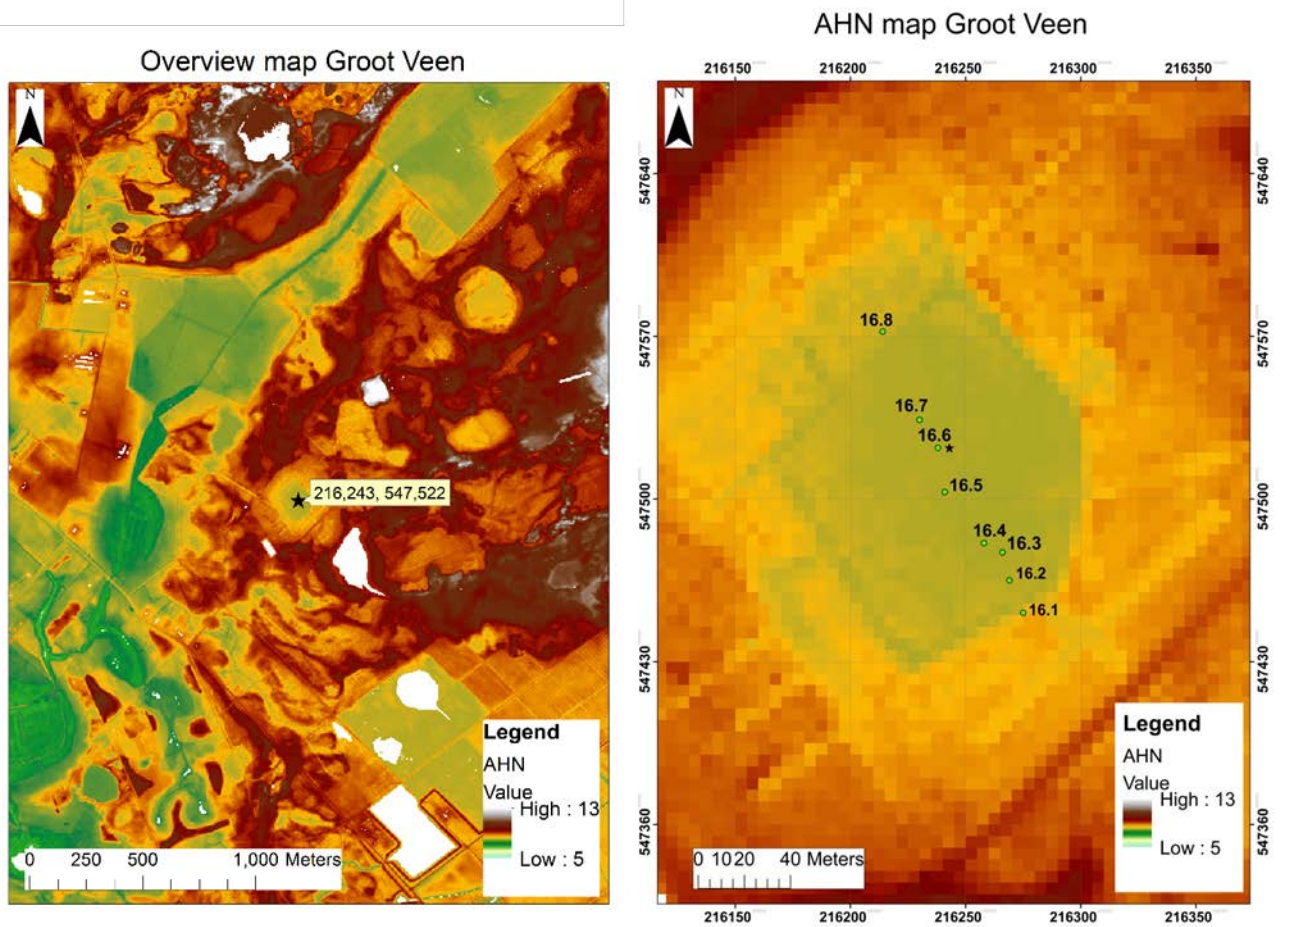 Overview map Groot Veen
N
216,243, 547,522
Legend
AHN
Value
High : 13
Low : 5
0 250 500 1,000 Meters
AHN map Groot Veen
216150 216200 216250 216300 216350
N
547640 547640
547570 547570
547500 547500
547430 547430
547360 547360
16.8
16.7
16.6
16.5
16.4
16.3
16.2
16.1
Legend
AHN
Value
High : 13
Low : 5
0 10 20 40 Meters
216150 216200 216250 216300 216350